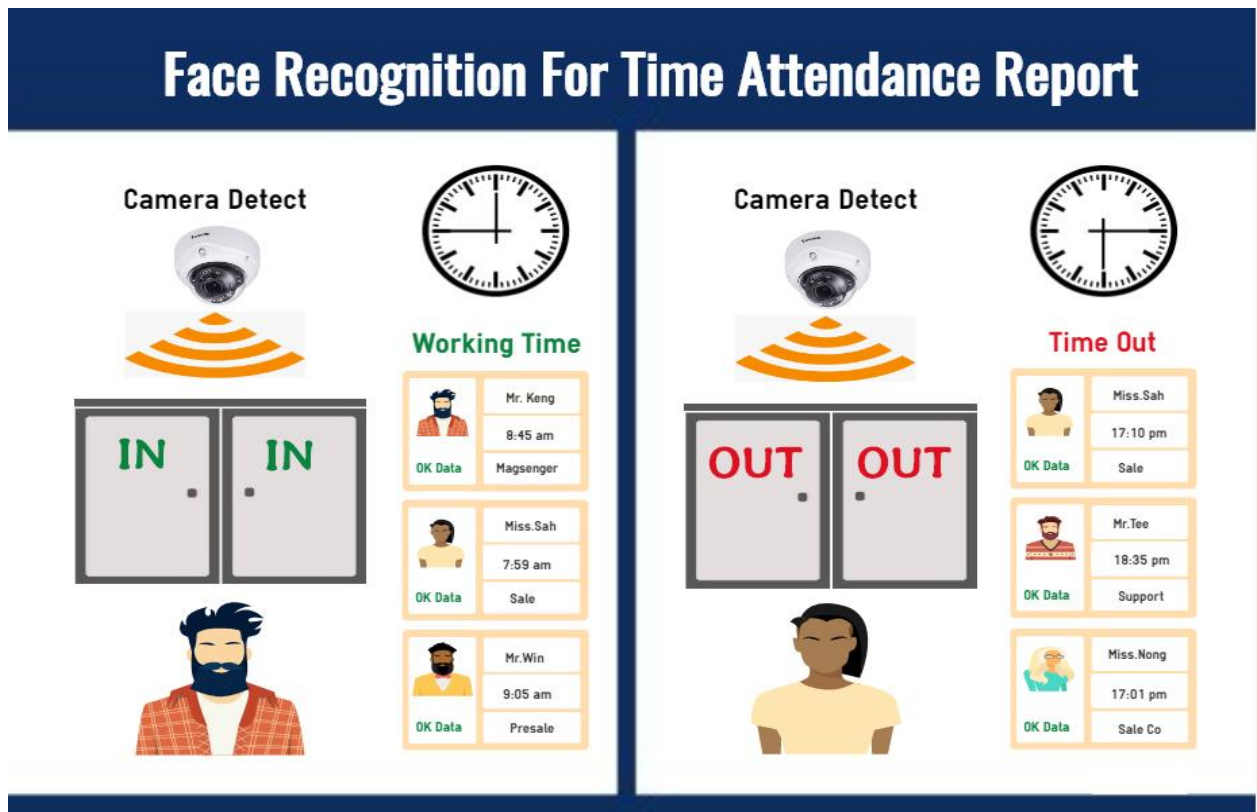 Face Recognition For Time Attendance Report
Camera Detect
Working Time
Mr. Keng
8:45 am
OK Data
Magsenger
Miss.Sah
7:59 am
OK Data
Sale
Mr.Win
9:05 am
OK Data
Presale
IN
IN
Camera Detect
Time Out
Miss.Sah
17:10 pm
OK Data
Sale
Mr.Tee
18:35 pm
OK Data
Support
Miss.Nong
17:01 pm
OK Data
Sale Co
OUT
OUT